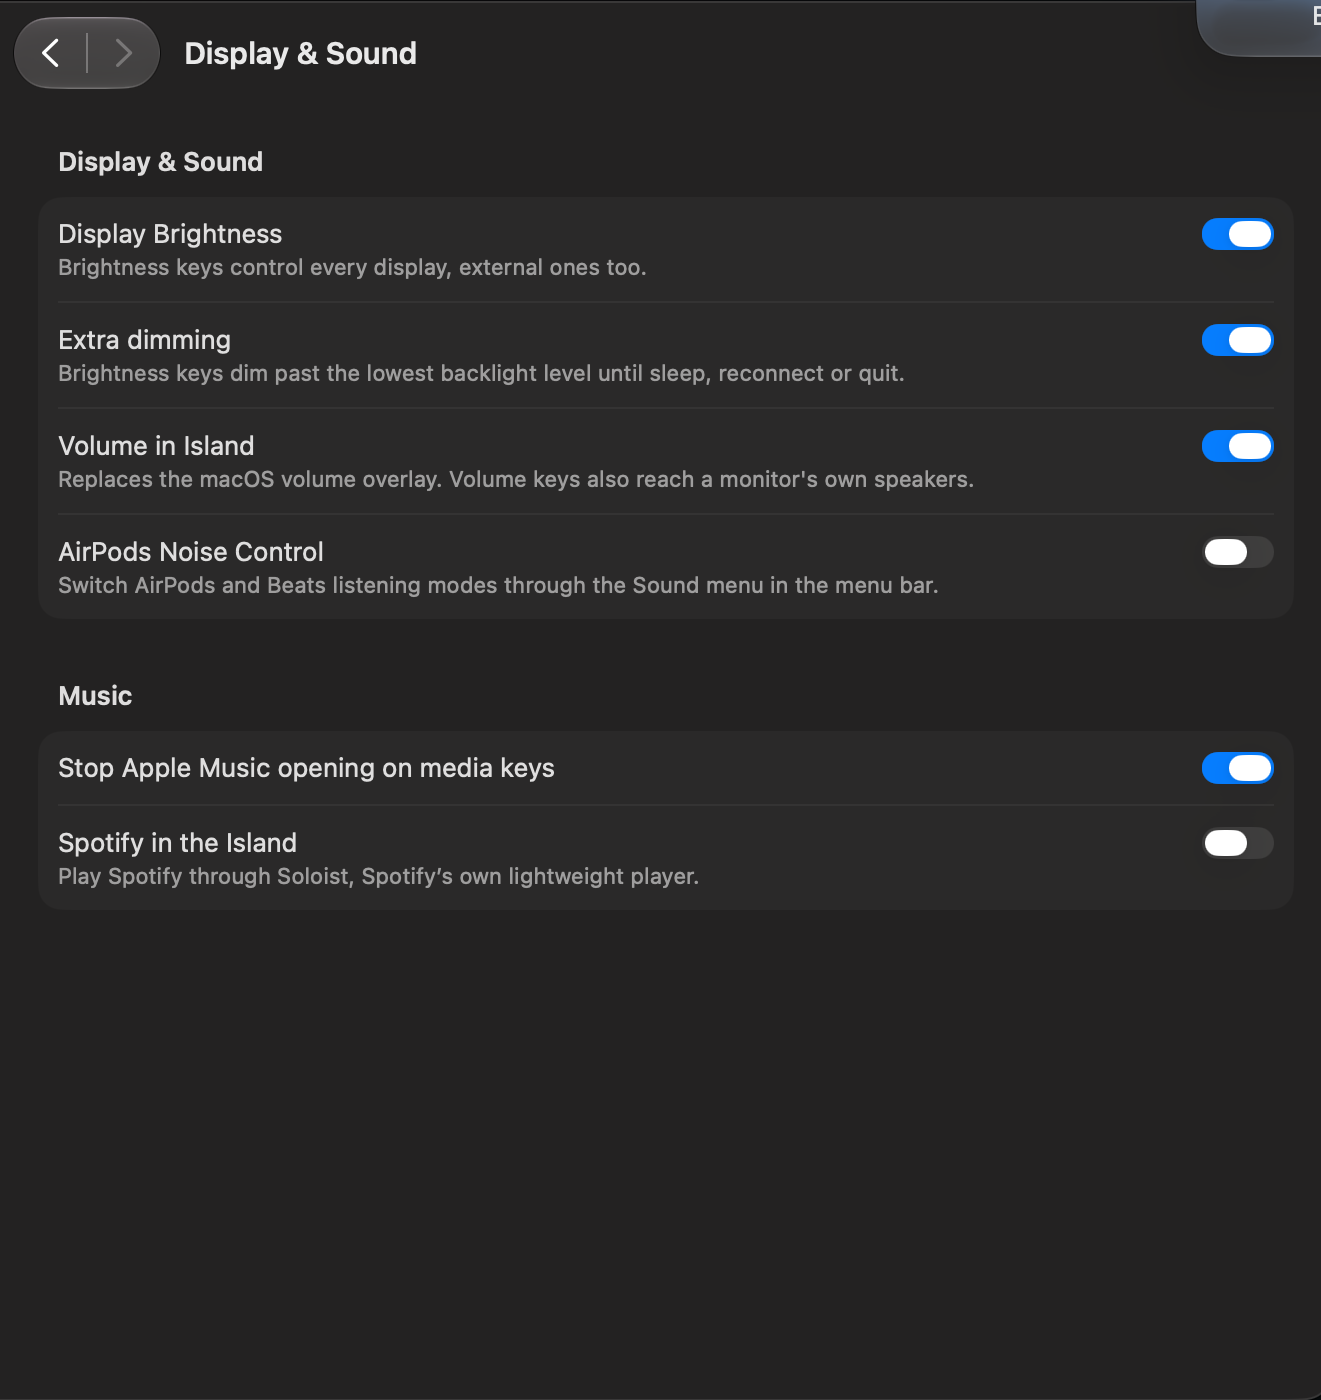 Display & Sound
Display & Sound
Display Brightness
Brightness keys control every display, external ones too.
Extra dimming
Brightness keys dim past the lowest backlight level until sleep, reconnect or quit.
Volume in Island
Replaces the macOS volume overlay. Volume keys also reach a monitor's own speakers.
AirPods Noise Control
Switch AirPods and Beats listening modes through the Sound menu in the menu bar.
Music
Stop Apple Music opening on media keys
Spotify in the Island
Play Spotify through Soloist, Spotify’s own lightweight player.